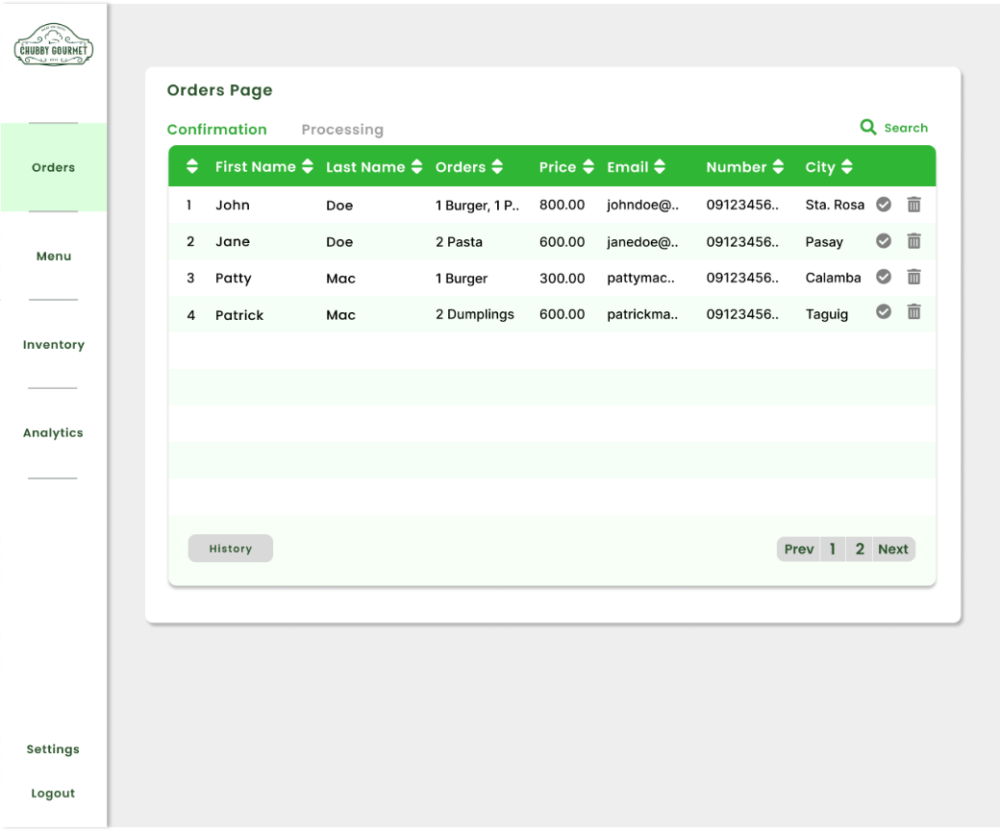 CHUBBY GOURMET
Orders Page
Confirmation Processing Search
First Name Last Name Orders Price Email Number City
1 John Doe 1 Burger, 1 P.. 800.00 johndoe@.. 09123456.. Sta. Rosa
2 Jane Doe 2 Pasta 600.00 janedoe@.. 09123456.. Pasay
3 Patty Mac 1 Burger 300.00 pattymac.. 09123456.. Calamba
4 Patrick Mac 2 Dumplings 600.00 patrickma.. 09123456.. Taguig
History Prev 1 2 Next
Orders
Menu
Inventory
Analytics
Settings
Logout